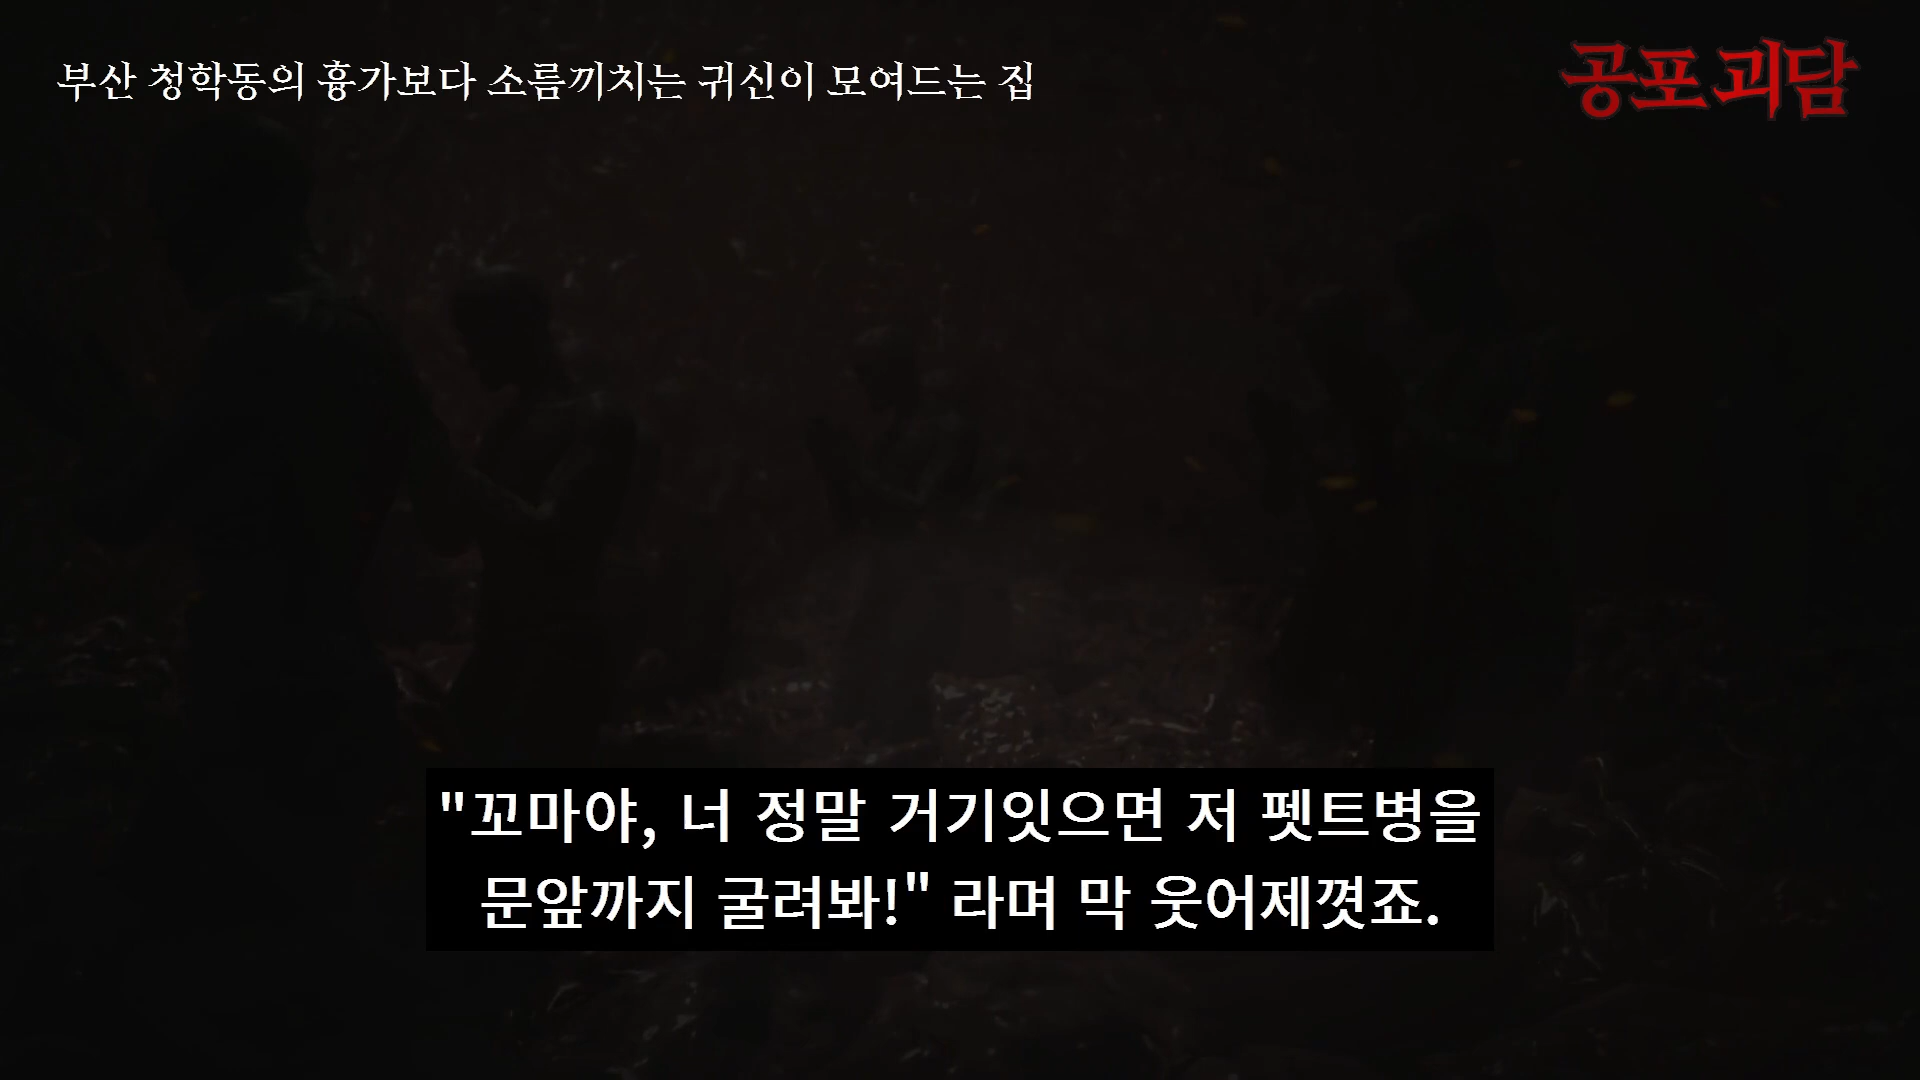 부산 청학동의 흉가보다 소름끼치는 귀신이 모여드는 집
공포 괴담
"꼬마야, 너 정말 거기잇으면 저 펫트병을
문앞까지 굴려봐!" 라며 막 웃어제꼇죠.